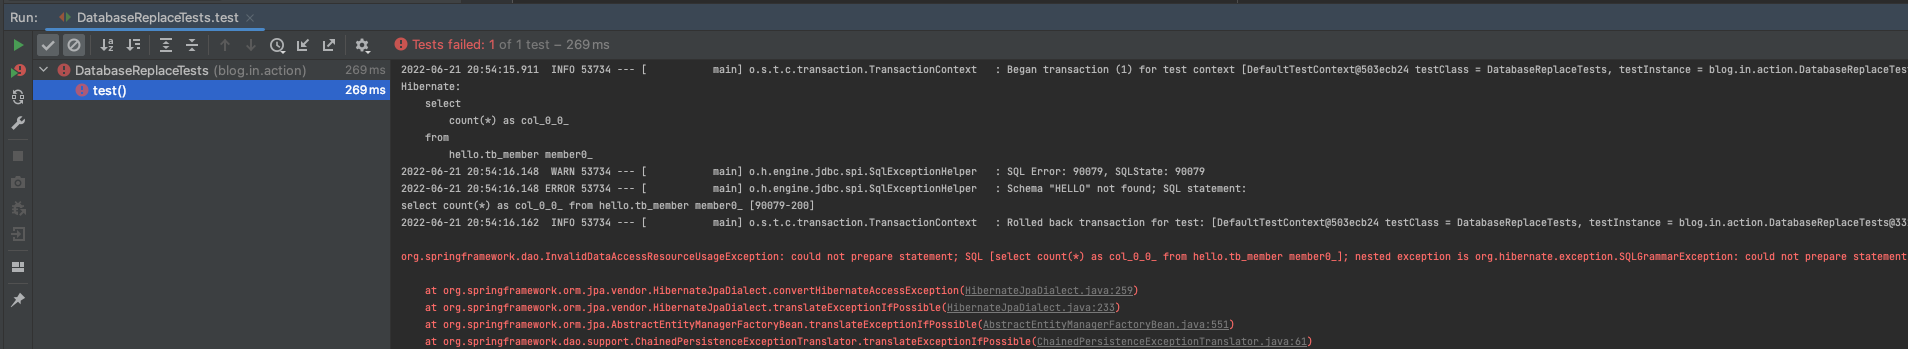 Run: DatabaseReplaceTests.test ×
Tests failed: 1 of 1 test – 269 ms
DatabaseReplaceTests (blog.in.action) 269 ms
test() 269 ms
2022-06-21 20:54:15.911  INFO 53734 --- [           main] o.s.t.c.transaction.TransactionContext   : Began transaction (1) for test context [DefaultTestContext@503ecb24 testClass = DatabaseReplaceTests, testInstance = blog.in.action.DatabaseReplaceTes
Hibernate:
    select
        count(*) as col_0_0_
    from
        hello.tb_member member0_
2022-06-21 20:54:16.148  WARN 53734 --- [           main] o.h.engine.jdbc.spi.SqlExceptionHelper   : SQL Error: 90079, SQLState: 90079
2022-06-21 20:54:16.148 ERROR 53734 --- [           main] o.h.engine.jdbc.spi.SqlExceptionHelper   : Schema "HELLO" not found; SQL statement:
select count(*) as col_0_0_ from hello.tb_member member0_ [90079-200]
2022-06-21 20:54:16.162  INFO 53734 --- [           main] o.s.t.c.transaction.TransactionContext   : Rolled back transaction for test: [DefaultTestContext@503ecb24 testClass = DatabaseReplaceTests, testInstance = blog.in.action.DatabaseReplaceTests@33
org.springframework.dao.InvalidDataAccessResourceUsageException: could not prepare statement; SQL [select count(*) as col_0_0_ from hello.tb_member member0_]; nested exception is org.hibernate.exception.SQLGrammarException: could not prepare statement
    at org.springframework.orm.jpa.vendor.HibernateJpaDialect.convertHibernateAccessException(HibernateJpaDialect.java:259)
    at org.springframework.orm.jpa.vendor.HibernateJpaDialect.translateExceptionIfPossible(HibernateJpaDialect.java:233)
    at org.springframework.orm.jpa.AbstractEntityManagerFactoryBean.translateExceptionIfPossible(AbstractEntityManagerFactoryBean.java:551)
    at org.springframework.dao.support.ChainedPersistenceExceptionTranslator.translateExceptionIfPossible(ChainedPersistenceExceptionTranslator.java:61)